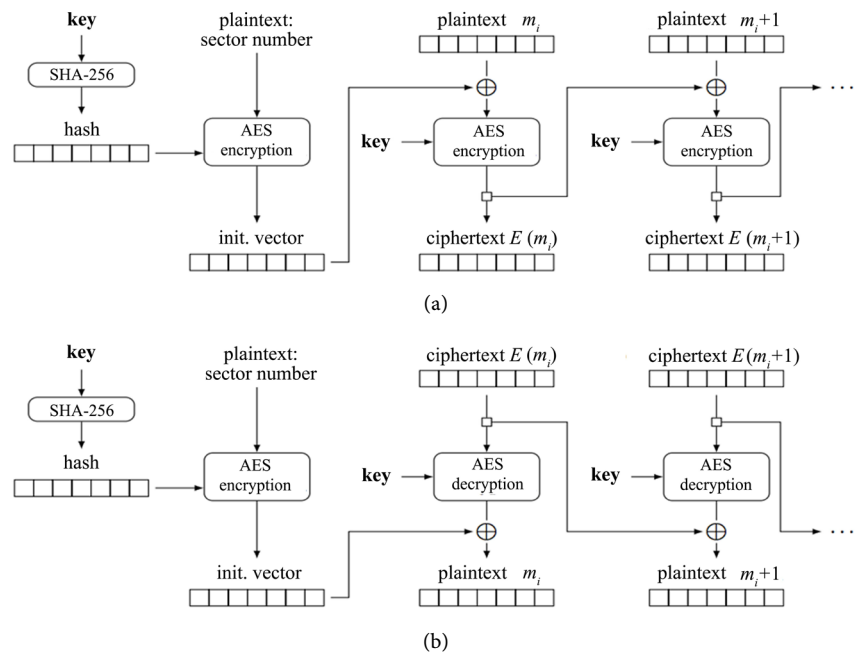 key
plaintext:
sector number
plaintext m_i
plaintext m_i+1
SHA-256
hash
AES
encryption
key
AES
encryption
key
AES
encryption
...
init. vector
ciphertext E (m_i)
ciphertext E (m_i+1)
(a)
key
plaintext:
sector number
ciphertext E (m_i)
ciphertext E(m_i+1)
SHA-256
hash
AES
encryption
key
AES
decryption
key
AES
decryption
...
init. vector
plaintext m_i
plaintext m_i+1
(b)